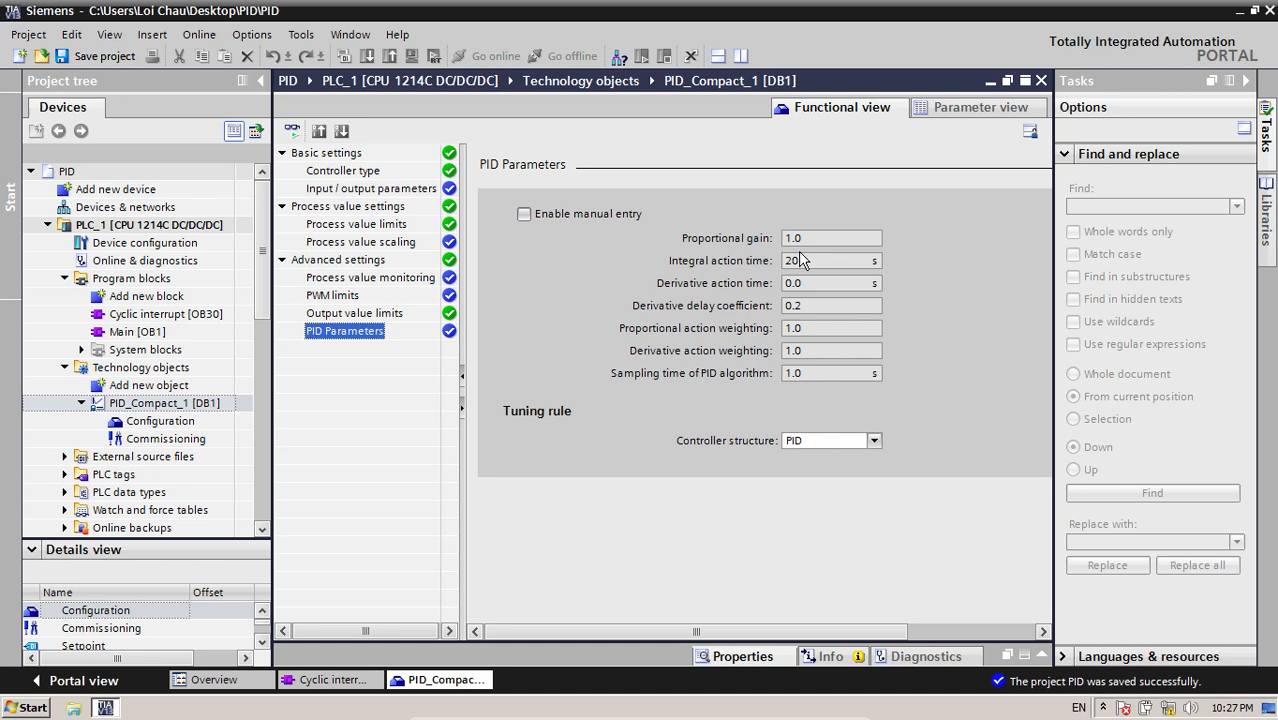 Siemens - C:\Users\Loi Chau\Desktop\PID\PID
Project Edit View Insert Online Options Tools Window Help
Totally Integrated Automation
PORTAL
Save project
Go online
Go offline
Project tree
PID
PLC_1 [CPU 1214C DC/DC/DC]
Technology objects
PID_Compact_1 [DB1]
Tasks
Devices
Functional view
Parameter view
Options
Start
PID
Add new device
Devices & networks
PLC_1 [CPU 1214C DC/DC/DC]
Device configuration
Online & diagnostics
Program blocks
Add new block
Cyclic interrupt [OB30]
Main [OB1]
System blocks
Technology objects
Add new object
PID_Compact_1 [DB1]
Configuration
Commissioning
External source files
PLC tags
PLC data types
Watch and force tables
Online backups
Details view
Name Offset
Configuration
Commissioning
Setpoint
Basic settings
Controller type
Input / output parameters
Process value settings
Process value limits
Process value scaling
Advanced settings
Process value monitoring
PWM limits
Output value limits
PID Parameters
PID Parameters
Enable manual entry
Proportional gain: 1.0
Integral action time: 20 s
Derivative action time: 0.0 s
Derivative delay coefficient: 0.2
Proportional action weighting: 1.0
Derivative action weighting: 1.0
Sampling time of PID algorithm: 1.0 s
Tuning rule
Controller structure: PID
Find and replace
Find:
Whole words only
Match case
Find in substructures
Find in hidden texts
Use wildcards
Use regular expressions
Whole document
From current position
Selection
Down
Up
Find
Replace with:
Replace
Replace all
Languages & resources
Tasks
Libraries
Properties
Info
Diagnostics
Portal view
Overview
Cyclic interr...
PID_Compac...
The project PID was saved successfully.
Start
EN
10:27 PM